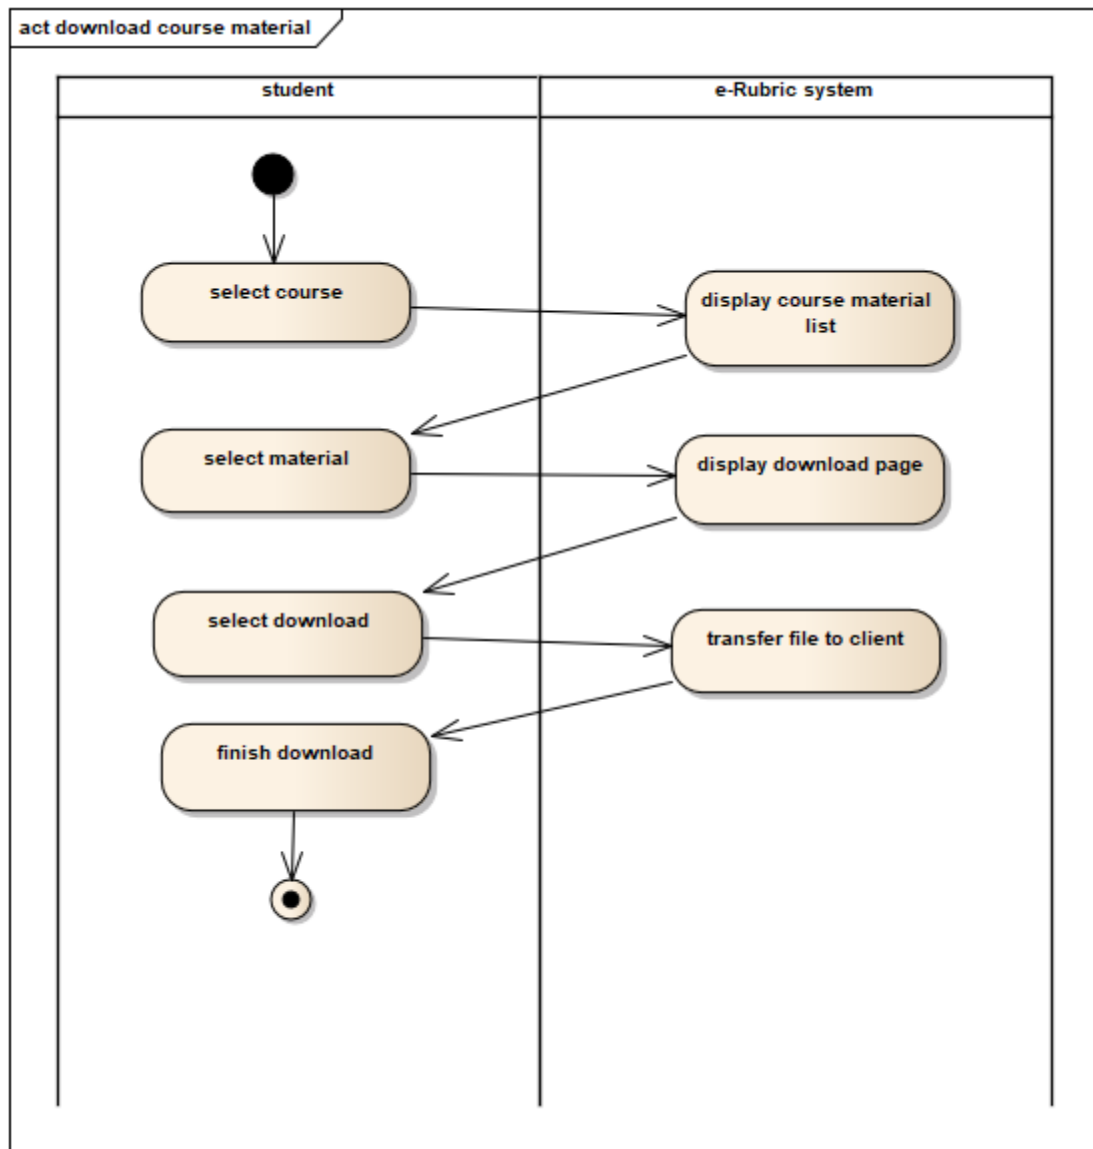 act download course material
student
e-Rubric system
select course
display course material
list
select material
display download page
select download
transfer file to client
finish download